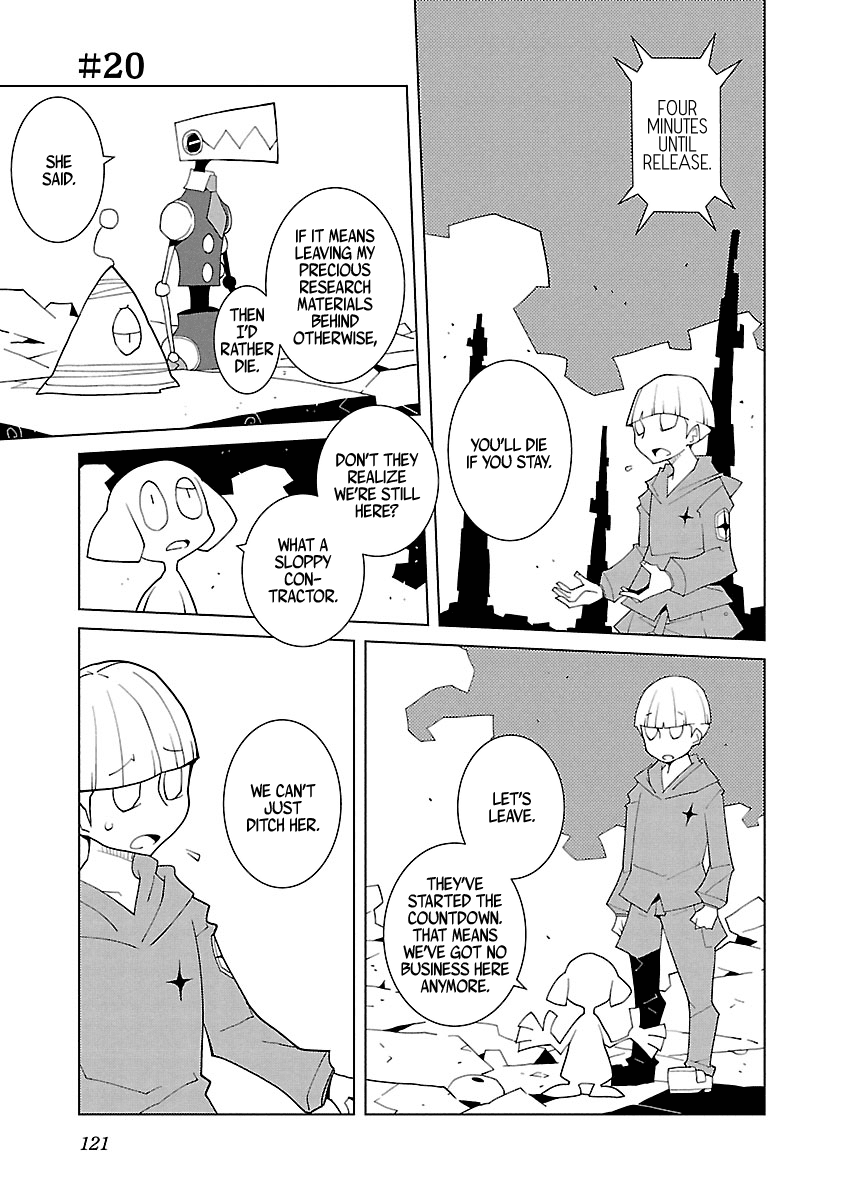 #20
FOUR
MINUTES
UNTIL
RELEASE.
YOU'LL DIE
IF YOU STAY.
IF IT MEANS
LEAVING MY
PRECIOUS
RESEARCH
MATERIALS
BEHIND
OTHERWISE,
THEN
I'D
RATHER
DIE.
SHE
SAID.
DON'T THEY
REALIZE
WE'RE STILL
HERE?
WHAT A
SLOPPY
CON-
TRACTOR.
LET'S
LEAVE.
THEY'VE
STARTED THE
COUNTDOWN.
THAT MEANS
WE'VE GOT NO
BUSINESS HERE
ANYMORE.
WE CAN'T
JUST
DITCH HER.
121